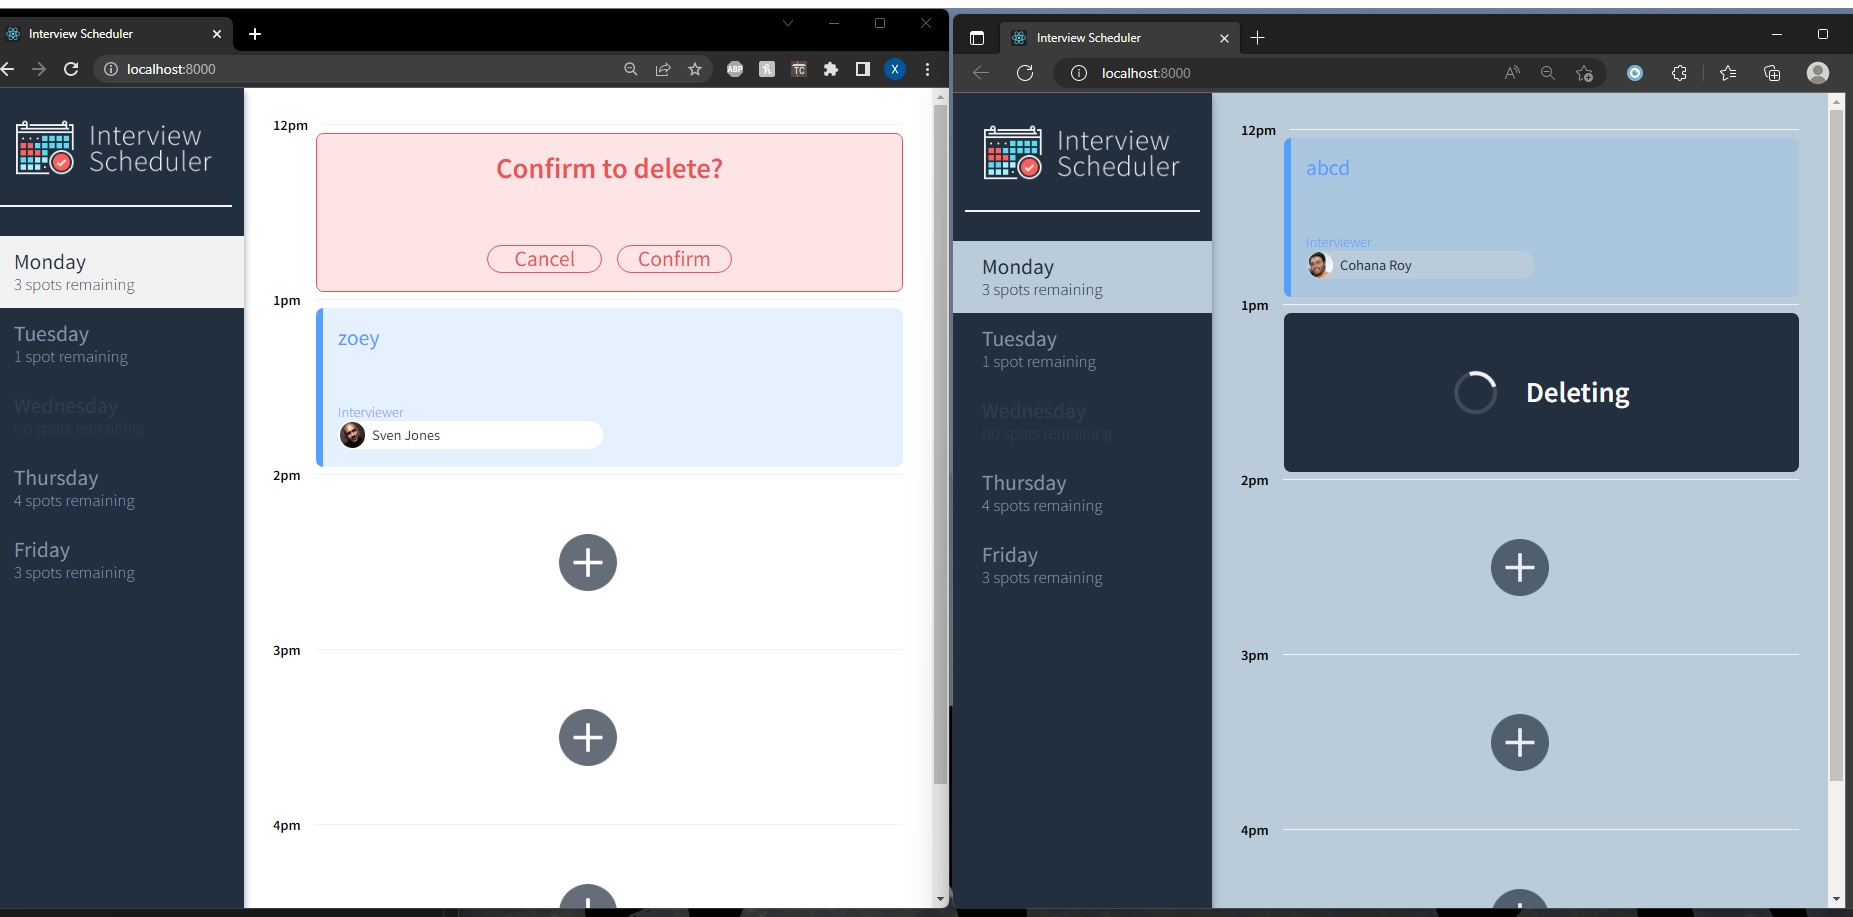 Interview Scheduler
localhost:8000
ABP
TC
X
Interview
Scheduler
Monday
3 spots remaining
Tuesday
1 spot remaining
Wednesday
no spots remaining
Thursday
4 spots remaining
Friday
3 spots remaining
12pm
Confirm to delete?
Cancel
Confirm
1pm
zoey
Interviewer
Sven Jones
2pm
3pm
4pm
Interview Scheduler
localhost:8000
Interview
Scheduler
Monday
3 spots remaining
Tuesday
1 spot remaining
Wednesday
no spots remaining
Thursday
4 spots remaining
Friday
3 spots remaining
12pm
abcd
Interviewer
Cohana Roy
1pm
Deleting
2pm
3pm
4pm